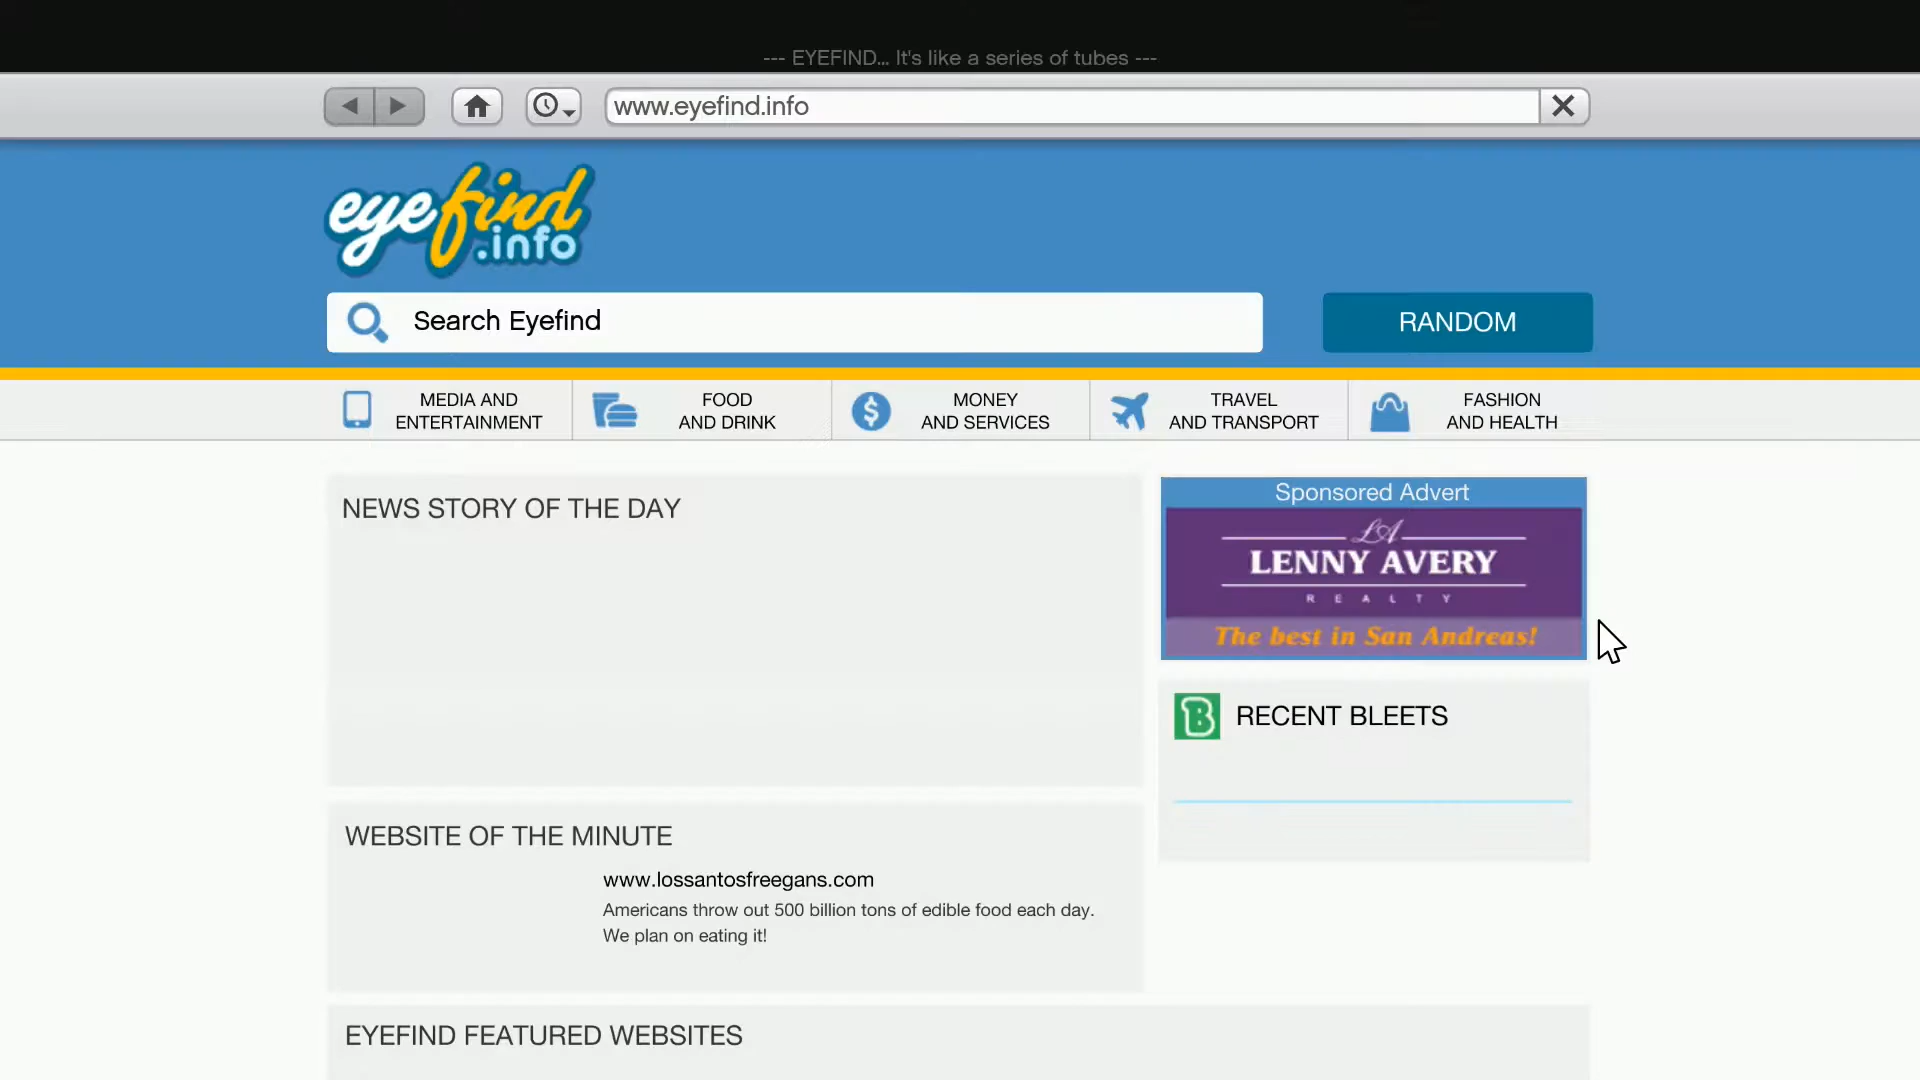 --- EYEFIND... It's like a series of tubes ---
www.eyefind.info
eyefind
.info
Search Eyefind
RANDOM
MEDIA AND
ENTERTAINMENT
FOOD
AND DRINK
MONEY
AND SERVICES
TRAVEL
AND TRANSPORT
FASHION
AND HEALTH
NEWS STORY OF THE DAY
Sponsored Advert
LA
LENNY AVERY
REALTY
The best in San Andreas!
B
RECENT BLEETS
WEBSITE OF THE MINUTE
www.lossantosfreegans.com
Americans throw out 500 billion tons of edible food each day.
We plan on eating it!
EYEFIND FEATURED WEBSITES